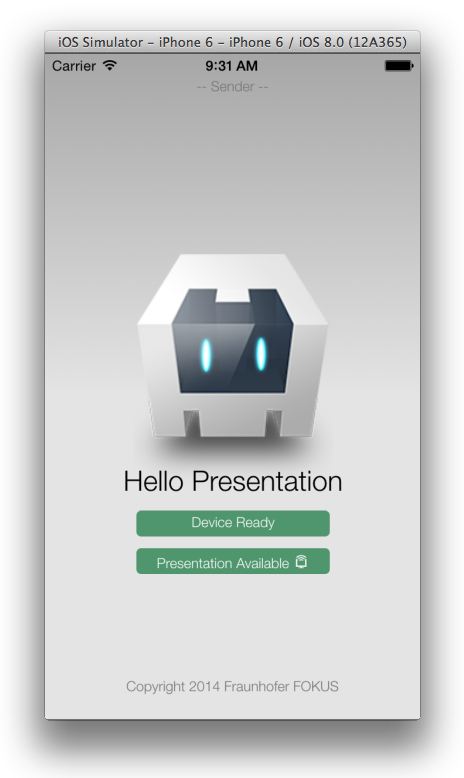 iOS Simulator - iPhone 6 - iPhone 6 / iOS 8.0 (12A365)
Carrier 9:31 AM
-- Sender --
Hello Presentation
Device Ready
Presentation Available
Copyright 2014 Fraunhofer FOKUS